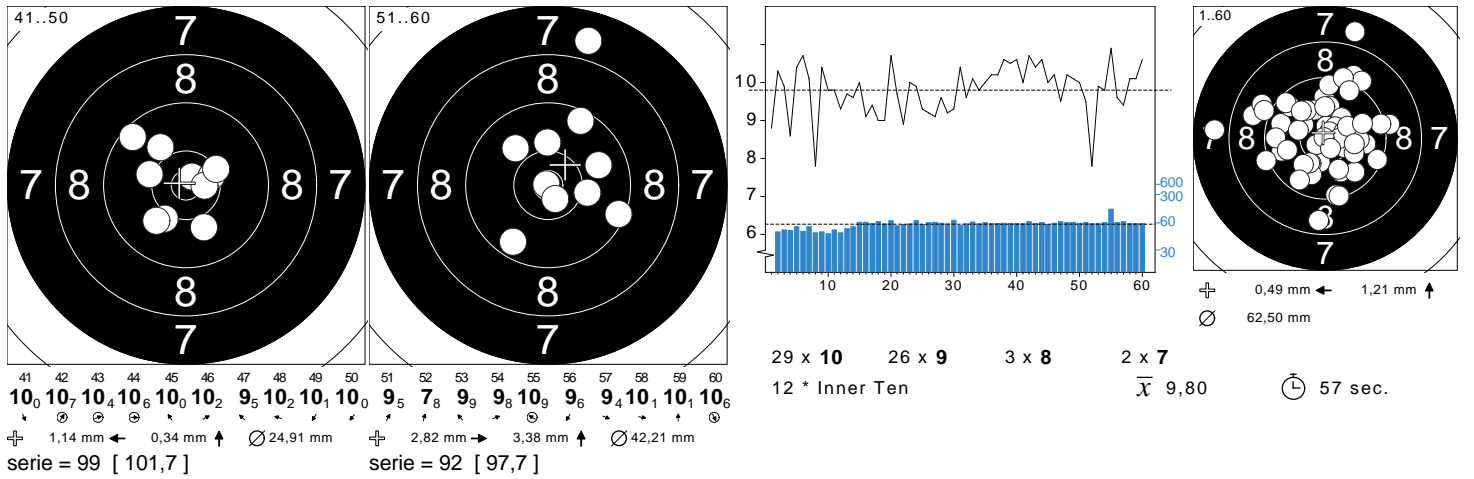 41..50
7
8
7 8 8 7
8
7
41 42 43 44 45 46 47 48 49 50
10₀ 10₇ 10₄ 10₆ 10₀ 10₂ 9₅ 10₂ 10₁ 10₀
1,14 mm 0,34 mm 24,91 mm
serie = 99 [ 101,7 ]
51..60
7
8
7 8 8 7
8
7
51 52 53 54 55 56 57 58 59 60
9₅ 7₈ 9₉ 9₈ 10₉ 9₆ 9₄ 10₁ 10₁ 10₆
2,82 mm 3,38 mm 42,21 mm
serie = 92 [ 97,7 ]
10
9
8
7
6
600
300
60
30
10 20 30 40 50 60
29 x 10 26 x 9 3 x 8 2 x 7
12 * Inner Ten x 9,80 57 sec.
1..60
8
7 8 8 7
8
7
0,49 mm 1,21 mm
62,50 mm